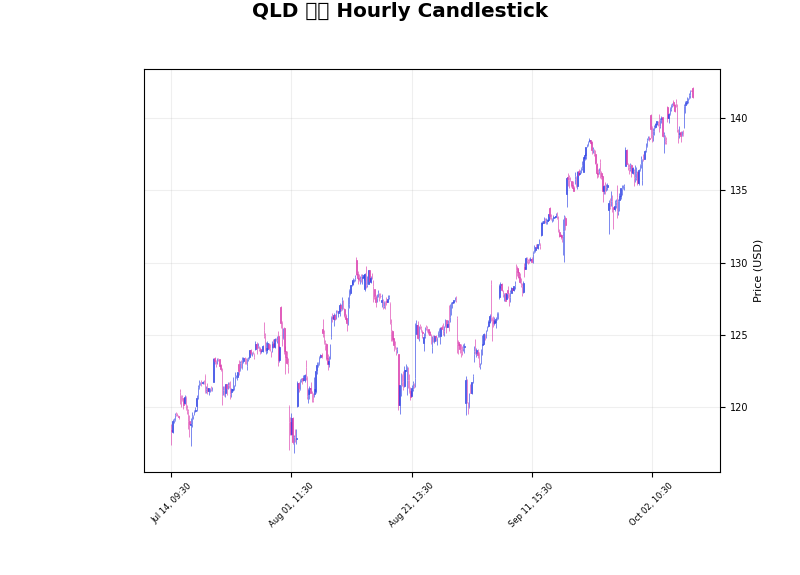 QLD Hourly Candlestick
140
135
130
125
120
Price (USD)
Jul 14, 09:30
Aug 01, 11:30
Aug 21, 13:30
Sep 11, 15:30
Oct 02, 10:30